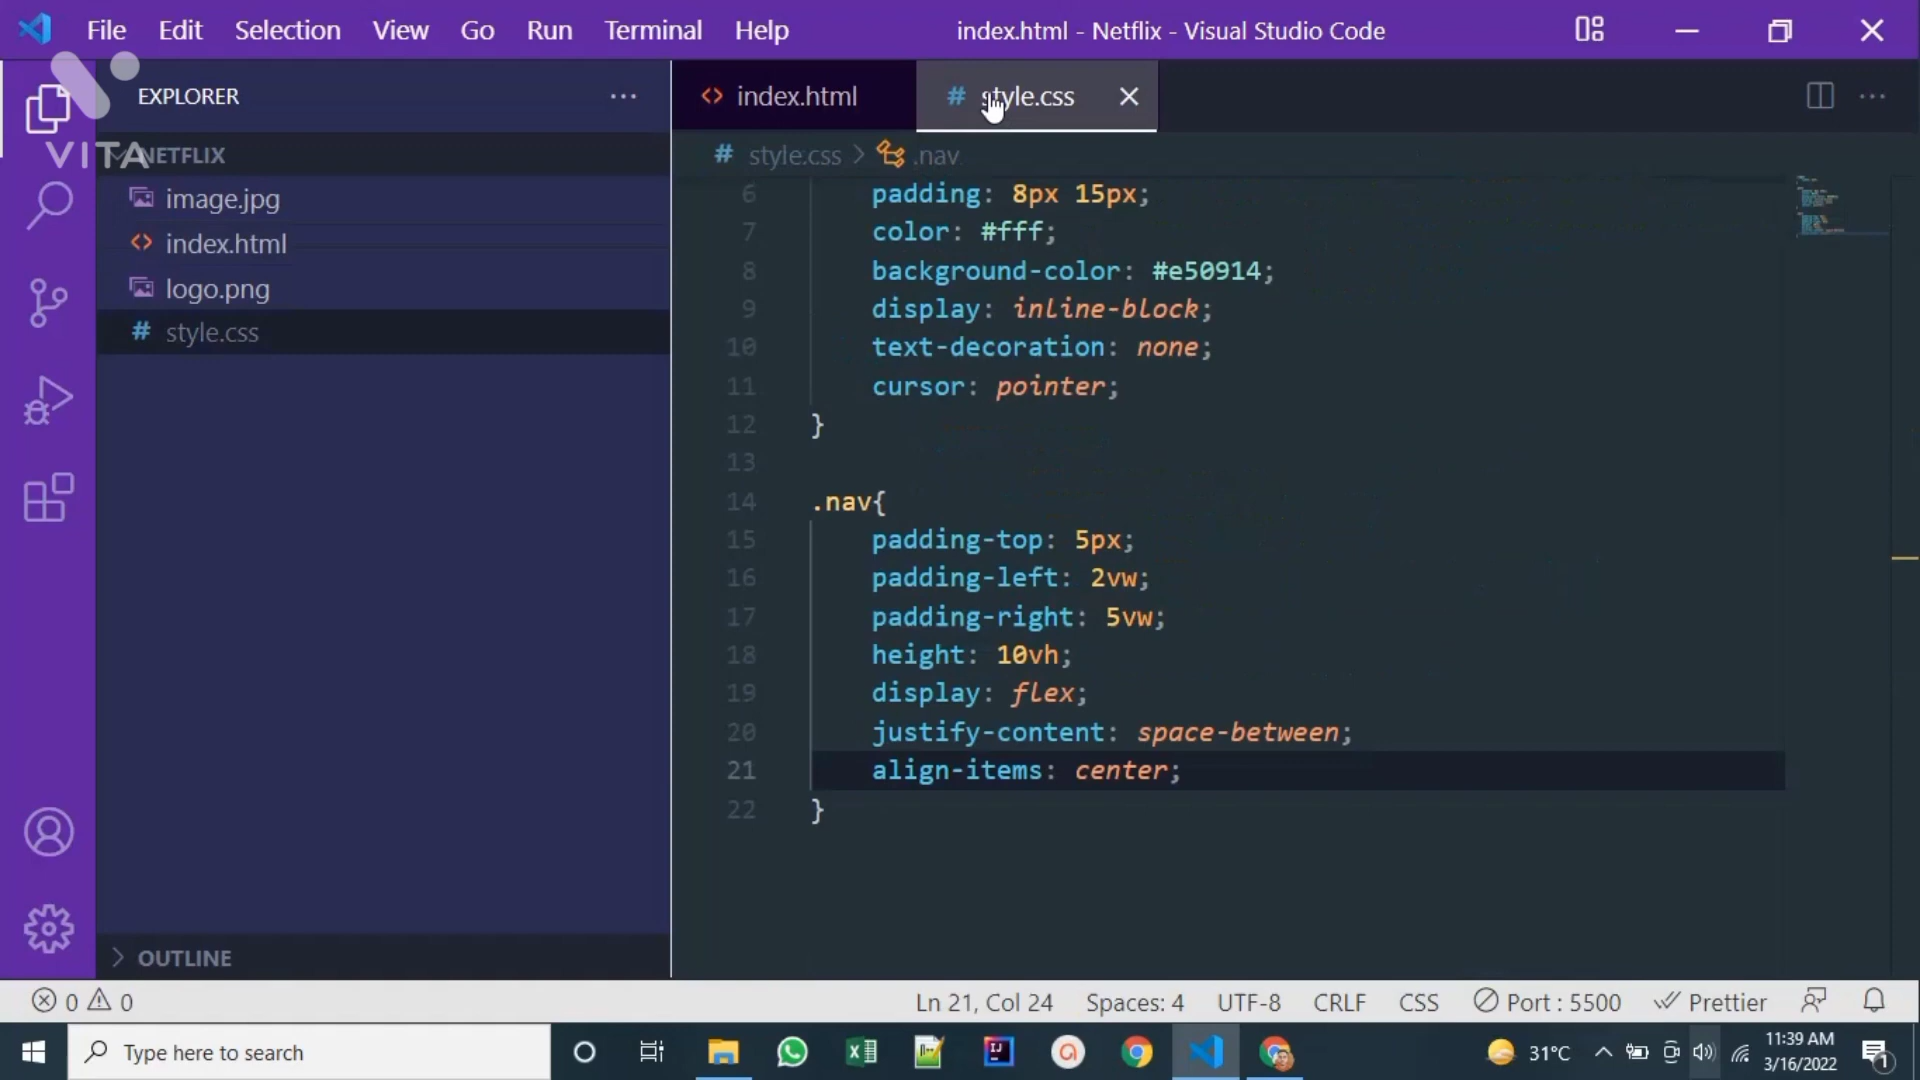 File Edit Selection View Go Run Terminal Help
index.html - Netflix - Visual Studio Code
EXPLORER
VITA
NETFLIX
image.jpg
index.html
logo.png
style.css
OUTLINE
index.html
style.css
style.css > .nav
6 padding: 8px 15px;
7 color: #fff;
8 background-color: #e50914;
9 display: inline-block;
10 text-decoration: none;
11 cursor: pointer;
12 }
13
14 .nav{
15 padding-top: 5px;
16 padding-left: 2vw;
17 padding-right: 5vw;
18 height: 10vh;
19 display: flex;
20 justify-content: space-between;
21 align-items: center;
22 }
0 0
Ln 21, Col 24 Spaces: 4 UTF-8 CRLF CSS Port : 5500 Prettier
Type here to search
31°C
11:39 AM
3/16/2022
1